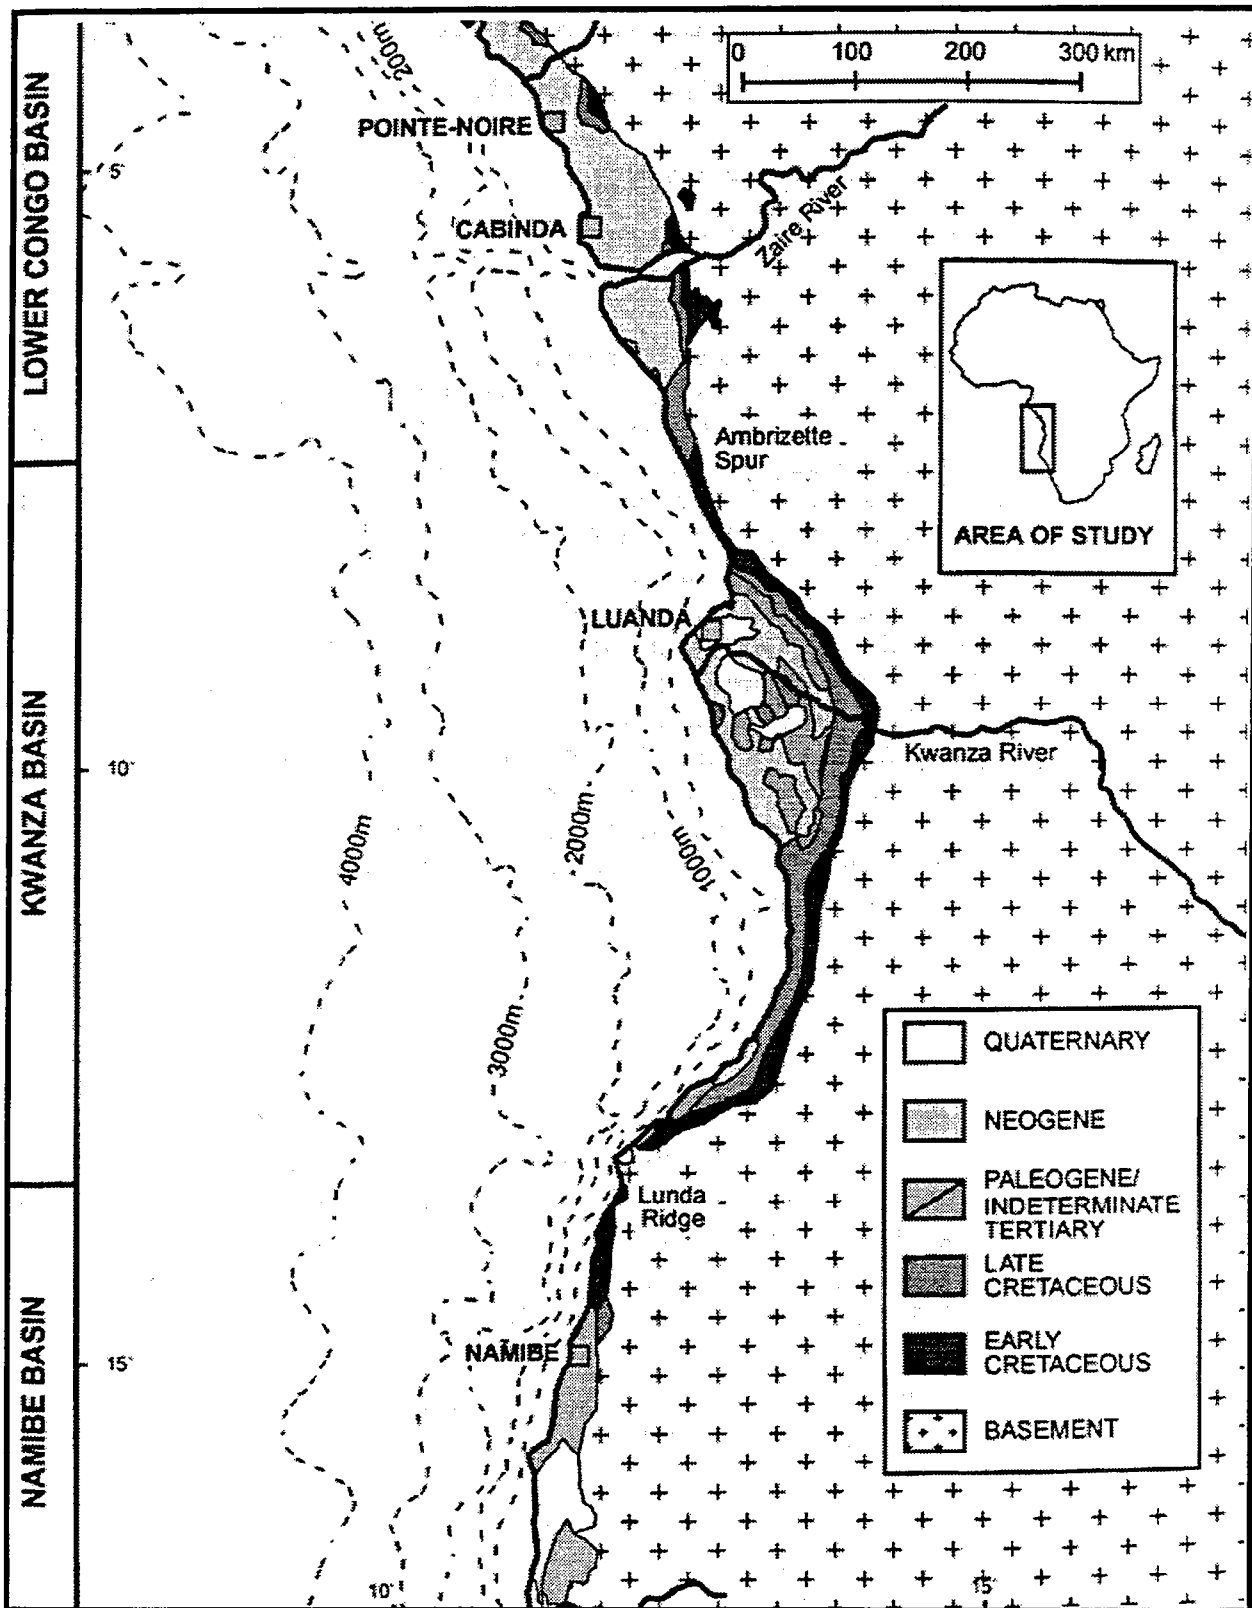 0 100 200 300 km
200m
POINTE-NOIRE
5°
LOWER CONGO BASIN
CABINDA
Zaire River
Ambrizette
Spur
AREA OF STUDY
LUANDA
KWANZA BASIN
Kwanza River
10°
4000m
2000m
1000m
3000m
QUATERNARY
NEOGENE
PALEOGENE/
INDETERMINATE
TERTIARY
LATE
CRETACEOUS
EARLY
CRETACEOUS
BASEMENT
Lunda
Ridge
NAMIBE
15°
NAMIBE BASIN
10°
15°